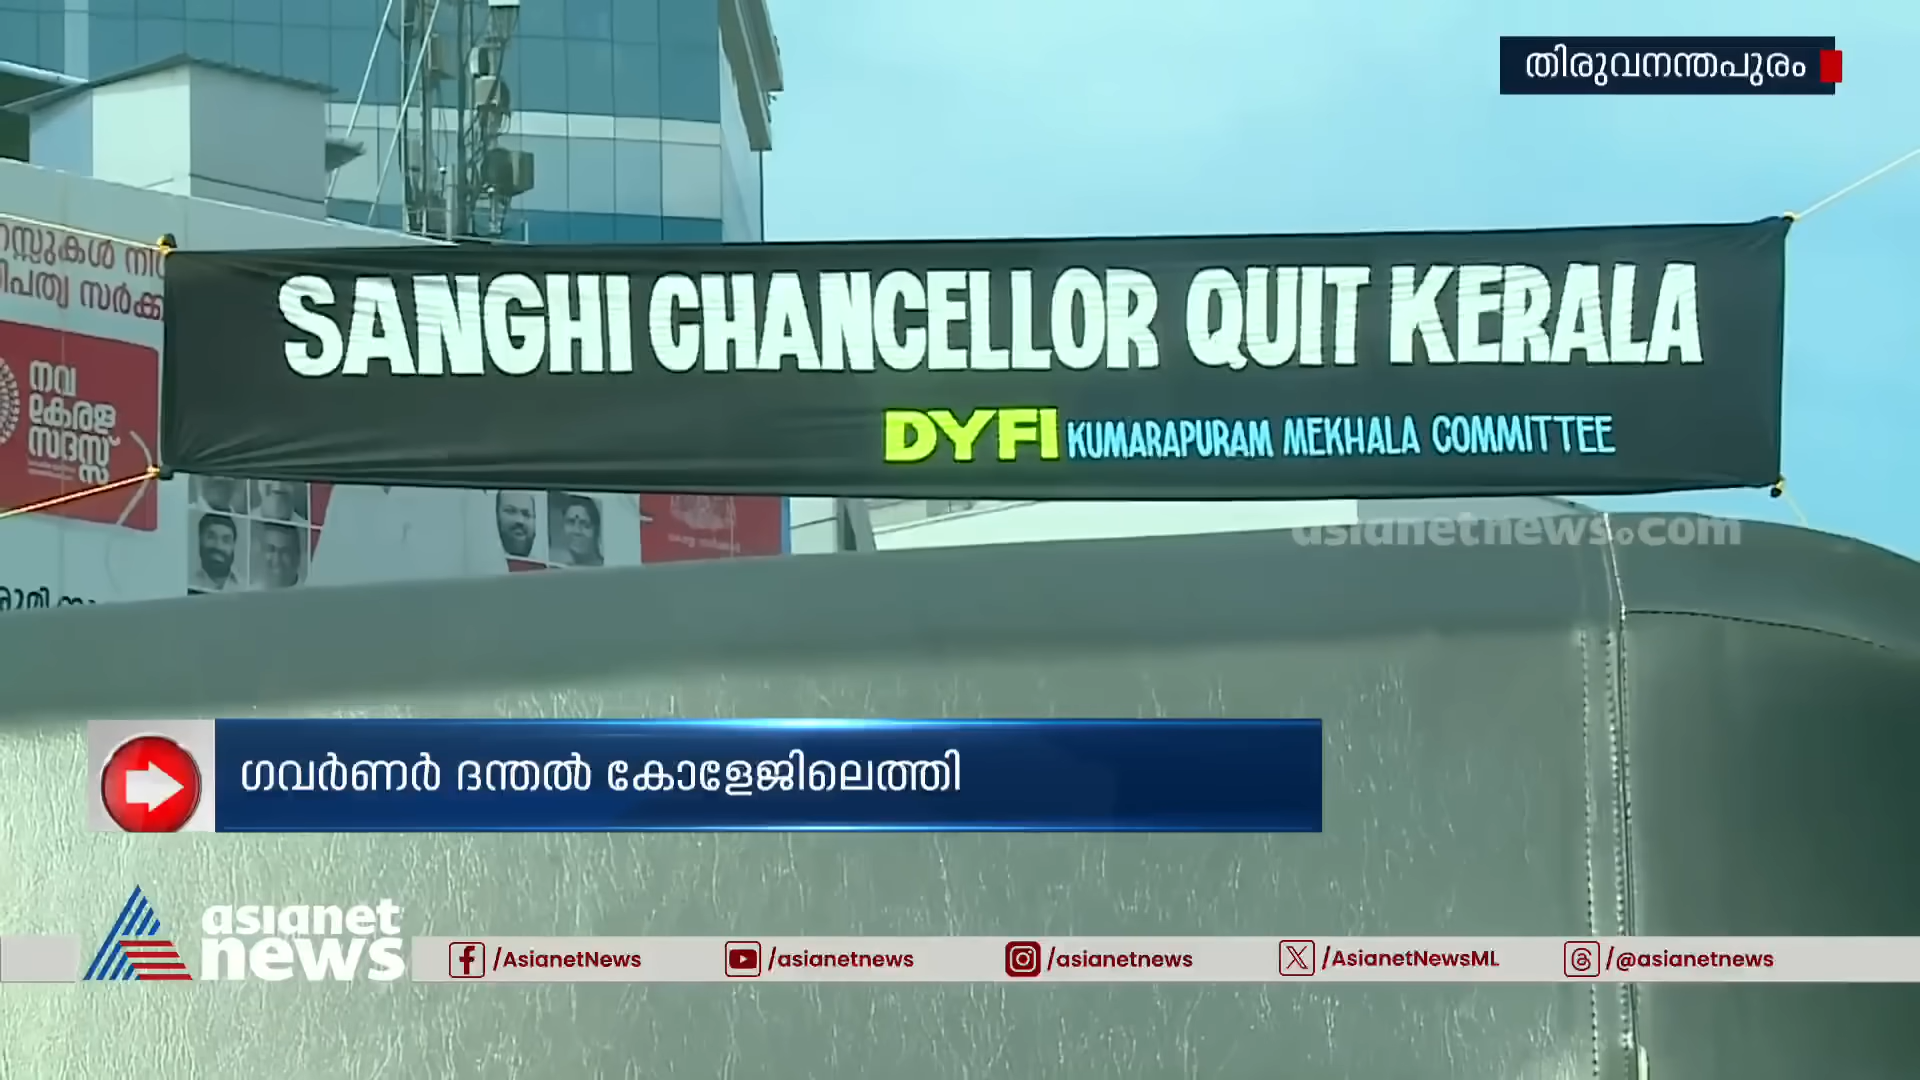 തിരുവനന്തപുരം
SANGHI CHANCELLOR QUIT KERALA
DYFI KUMARAPURAM MEKHALA COMMITTEE
നവ
കേരള
സദസ്സ്
asianetnews.com
ഗവർണർ ദന്തൽ കോളേജിലെത്തി
asianet
news
/AsianetNews
/asianetnews
/asianetnews
/AsianetNewsML
/@asianetnews